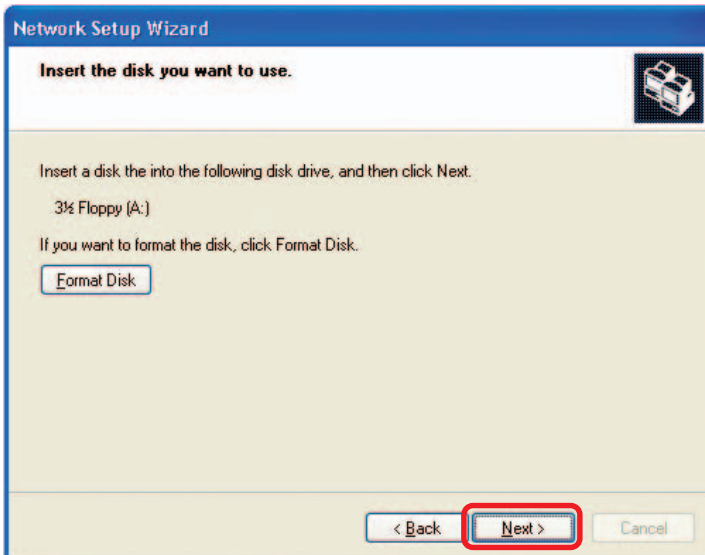 Network Setup Wizard
Insert the disk you want to use.
Insert a disk the into the following disk drive, and then click Next.
3½ Floppy (A:)
If you want to format the disk, click Format Disk.
Format Disk
< Back Next > Cancel